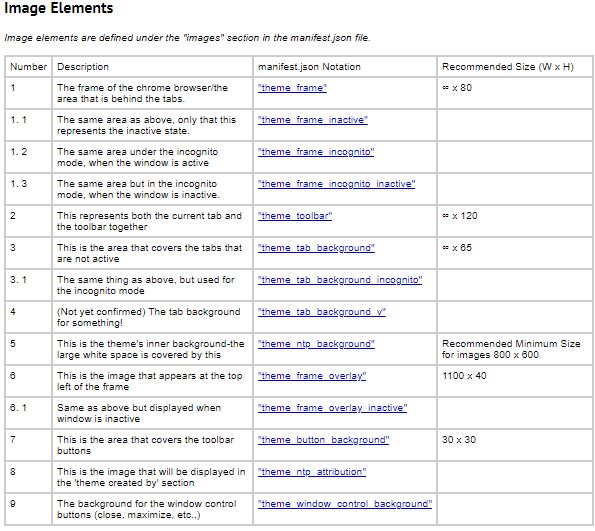 Image Elements
Image elements are defined under the "images" section in the manifest.json file.
Number Description manifest.json Notation Recommended Size (W x H)
1 The frame of the chrome browser/the "theme_frame" ∞ x 80
area that is behind the tabs.
1. 1 The same area as above, only that this "theme_frame_inactive"
represents the inactive state.
1. 2 The same area under the incognito "theme_frame_incognito"
mode, when the window is active
1. 3 The same area but in the incognito "theme_frame_incognito_inactive"
mode, when the window is inactive.
2 This represents both the current tab and "theme_toolbar" ∞ x 120
the toolbar together
3 This is the area that covers the tabs that "theme_tab_background" ∞ x 65
are not active
3. 1 The same thing as above, but used for "theme_tab_background_incognito"
the incognito mode
4 (Not yet confirmed) The tab background "theme_tab_background_v"
for something!
5 This is the theme's inner background-the "theme_ntp_background" Recommended Minimum Size
large white space is covered by this for images 800 x 600
6 This is the image that appears at the top "theme_frame_overlay" 1100 x 40
left of the frame
6. 1 Same as above but displayed when "theme_frame_overlay_inactive"
window is inactive
7 This is the area that covers the toolbar "theme_button_background" 30 x 30
buttons
8 This is the image that will be displayed in "theme_ntp_attribution"
the 'theme created by' section
9 The background for the window control "theme_window_control_background"
buttons (close, maximize, etc.,)